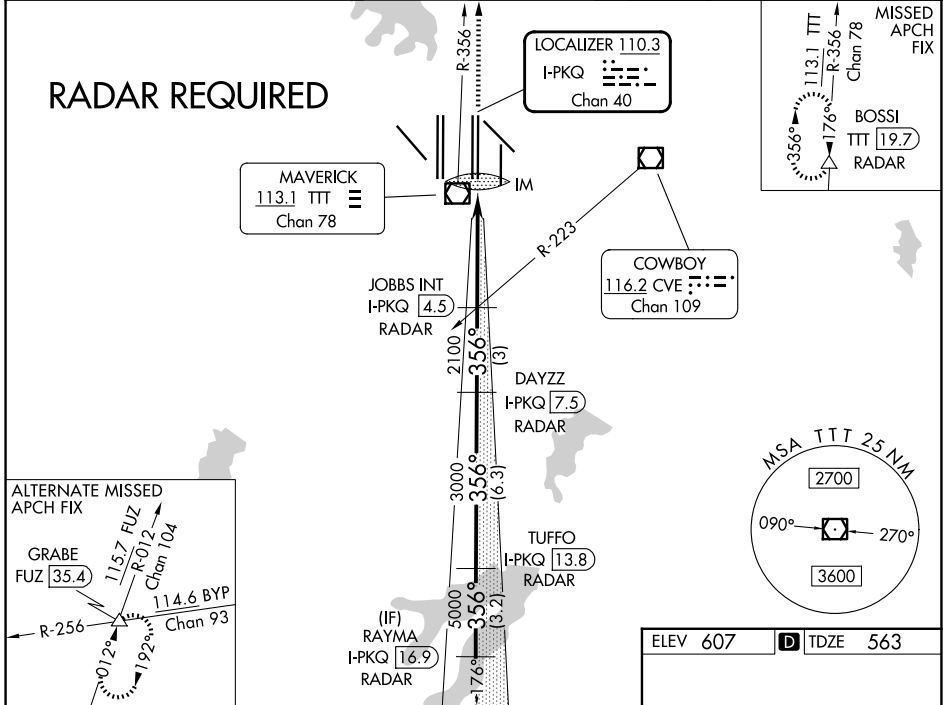 RADAR REQUIRED
R-356
LOCALIZER 110.3
I-PKQ
Chan 40
MISSED
APCH
FIX
113.1 TTT
R-356
Chan 78
356°
176°
BOSSI
TTT 19.7
RADAR
MAVERICK
113.1 TTT
Chan 78
IM
R-223
COWBOY
116.2 CVE
Chan 109
JOBBS INT
I-PKQ 4.5
RADAR
2100
356°
(3)
DAYZZ
I-PKQ 7.5
RADAR
3000
356°
(6.3)
TUFFO
I-PKQ 13.8
RADAR
5000
356°
(3.2)
(IF)
RAYMA
I-PKQ 16.9
RADAR
176°
MSA TTT 25 NM
2700
090°
270°
3600
ALTERNATE MISSED
APCH FIX
115.7 FUZ
R-012
Chan 104
GRABE
FUZ 35.4
114.6 BYP
Chan 93
R-256
012°
192°
ELEV 607 D TDZE 563